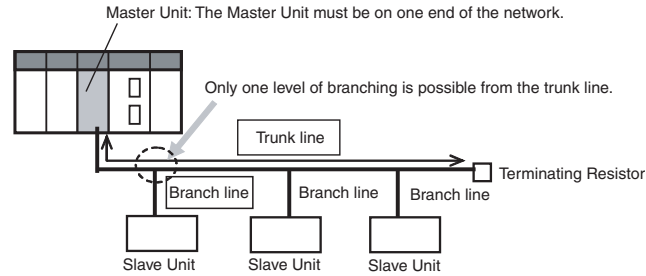 Master Unit: The Master Unit must be on one end of the network.
Only one level of branching is possible from the trunk line.
Trunk line
Terminating Resistor
Branch line
Branch line
Branch line
Slave Unit
Slave Unit
Slave Unit